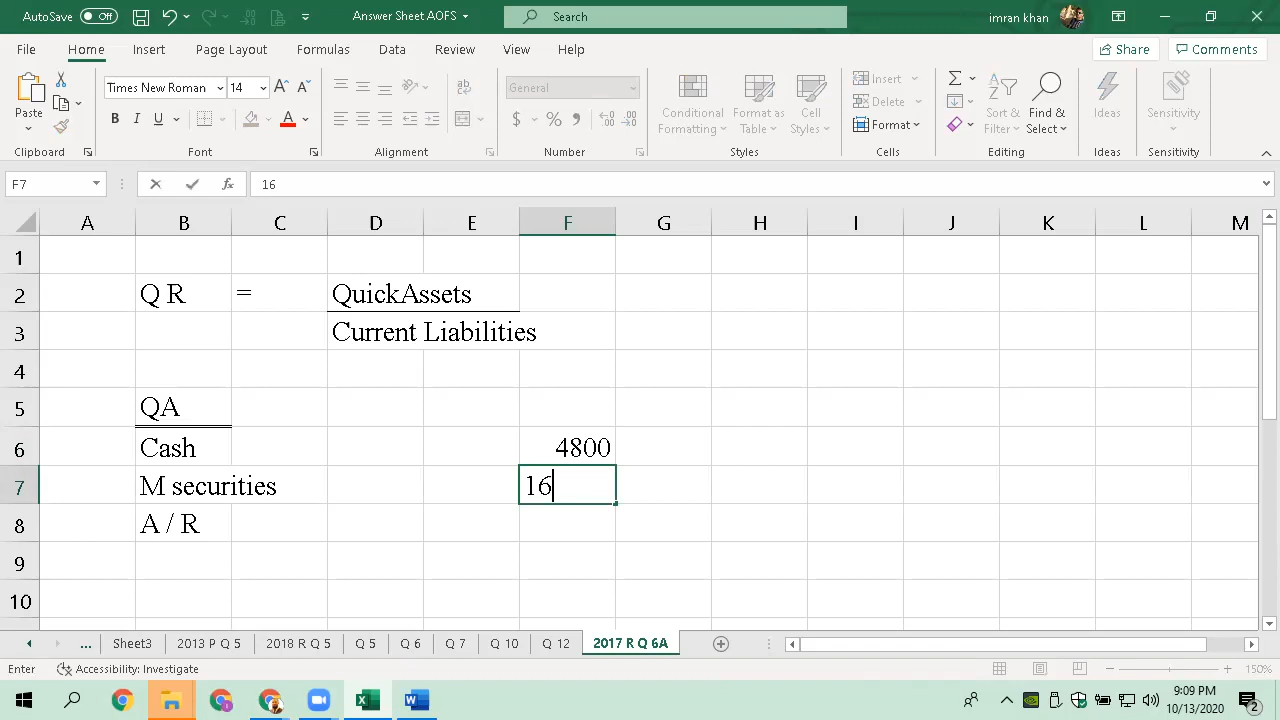 AutoSave Off Answer Sheet AOFS Search imran khan
File Home Insert Page Layout Formulas Data Review View Help Share Comments
Paste Times New Roman 14 A A ab General Conditional Formatting Format as Table Cell Styles Insert Delete Format Sort & Filter Find & Select Ideas Sensitivity
B I U A $ % 9
Clipboard Font Alignment Number Styles Cells Editing Ideas Sensitivity
F7 fx 16
A B C D E F G H I J K L M
1
2 Q R = QuickAssets
3 Current Liabilities
4
5 QA
6 Cash 4800
7 M securities 16
8 A / R
9
10
... Sheet3 2013 P Q 5 2018 R Q 5 Q 5 Q 6 Q 7 Q 10 Q 12 2017 R Q 6A
Enter Accessibility: Investigate 150%
9:09 PM
10/13/2020
2